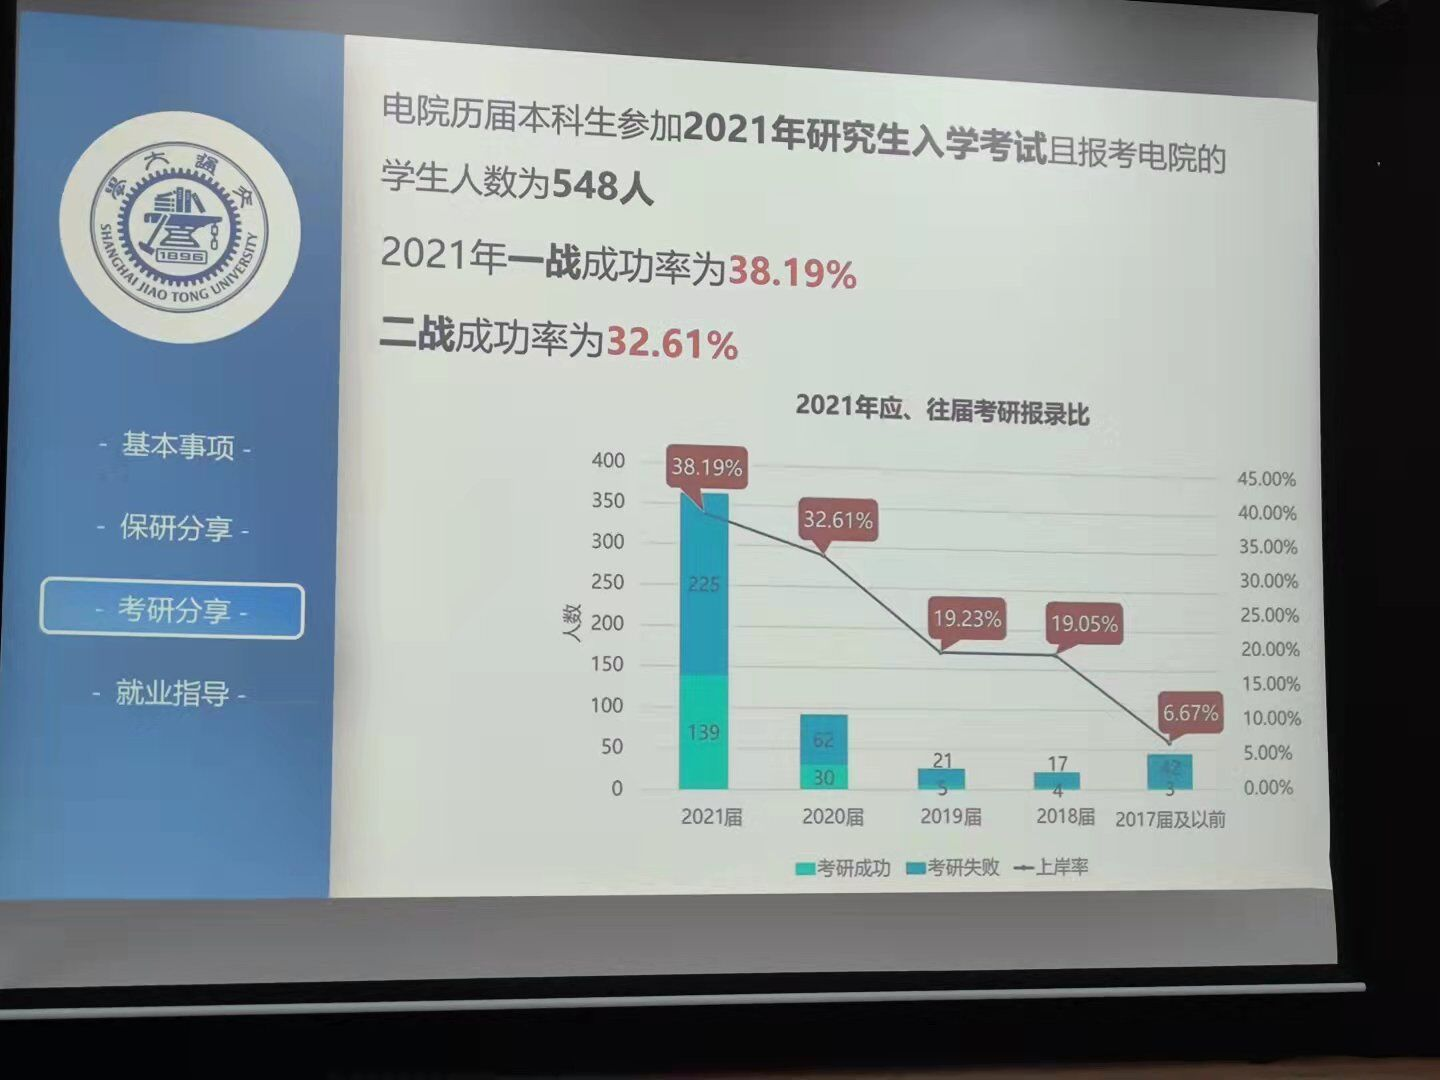 电院历届本科生参加2021年研究生入学考试且报考电院的
学生人数为548人
2021年一战成功率为38.19%
二战成功率为32.61%
思 大 通 交
SHANGHAI JIAO TONG UNIVERSITY
1896
- 基本事项 -
- 保研分享 -
- 考研分享 -
- 就业指导 -
2021年应、往届考研报录比
400
350
300
250
200
150
100
50
0
人数
45.00%
40.00%
35.00%
30.00%
25.00%
20.00%
15.00%
10.00%
5.00%
0.00%
38.19%
32.61%
19.23%
19.05%
6.67%
225
139
62
30
21
5
17
4
42
3
2021届
2020届
2019届
2018届
2017届及以前
考研成功
考研失败
上岸率